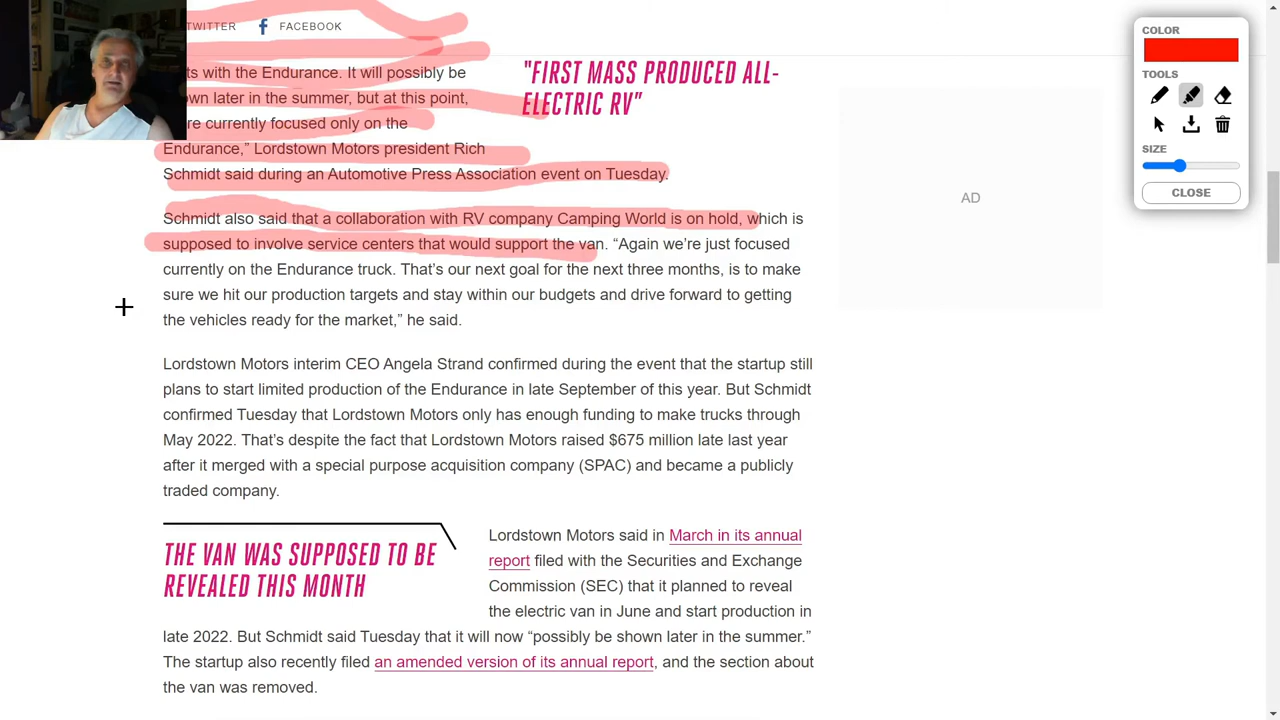 TWITTER FACEBOOK
with the Endurance. It will possibly be
later in the summer, but at this point,
currently focused only on the
Endurance,” Lordstown Motors president Rich
Schmidt said during an Automotive Press Association event on Tuesday.
"FIRST MASS PRODUCED ALL-
ELECTRIC RV"
Schmidt also said that a collaboration with RV company Camping World is on hold, which is
supposed to involve service centers that would support the van. “Again we’re just focused
currently on the Endurance truck. That’s our next goal for the next three months, is to make
sure we hit our production targets and stay within our budgets and drive forward to getting
the vehicles ready for the market,” he said.
Lordstown Motors interim CEO Angela Strand confirmed during the event that the startup still
plans to start limited production of the Endurance in late September of this year. But Schmidt
confirmed Tuesday that Lordstown Motors only has enough funding to make trucks through
May 2022. That’s despite the fact that Lordstown Motors raised $675 million late last year
after it merged with a special purpose acquisition company (SPAC) and became a publicly
traded company.
THE VAN WAS SUPPOSED TO BE
REVEALED THIS MONTH
Lordstown Motors said in March in its annual
report filed with the Securities and Exchange
Commission (SEC) that it planned to reveal
the electric van in June and start production in
late 2022. But Schmidt said Tuesday that it will now “possibly be shown later in the summer.”
The startup also recently filed an amended version of its annual report, and the section about
the van was removed.
AD
COLOR
TOOLS
SIZE
CLOSE